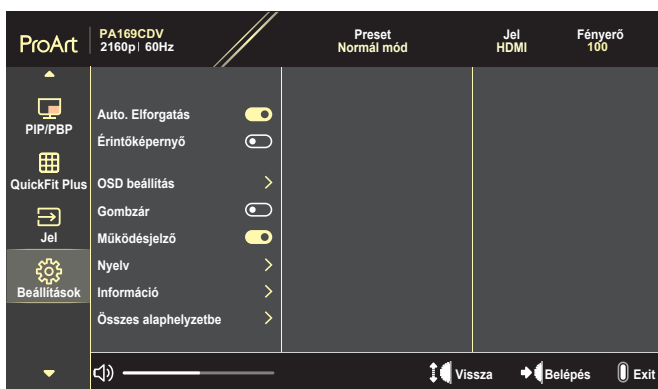 ProArt
PA169CDV
2160p| 60Hz
Preset
Normál mód
Jel
HDMI
Fényerő
100
PIP/PBP
QuickFit Plus
Jel
Beállítások
Auto. Elforgatás
Érintőképernyő
OSD beállítás
Gombzár
Működésjelző
Nyelv
Információ
Összes alaphelyzetbe
Vissza
Belépés
Exit